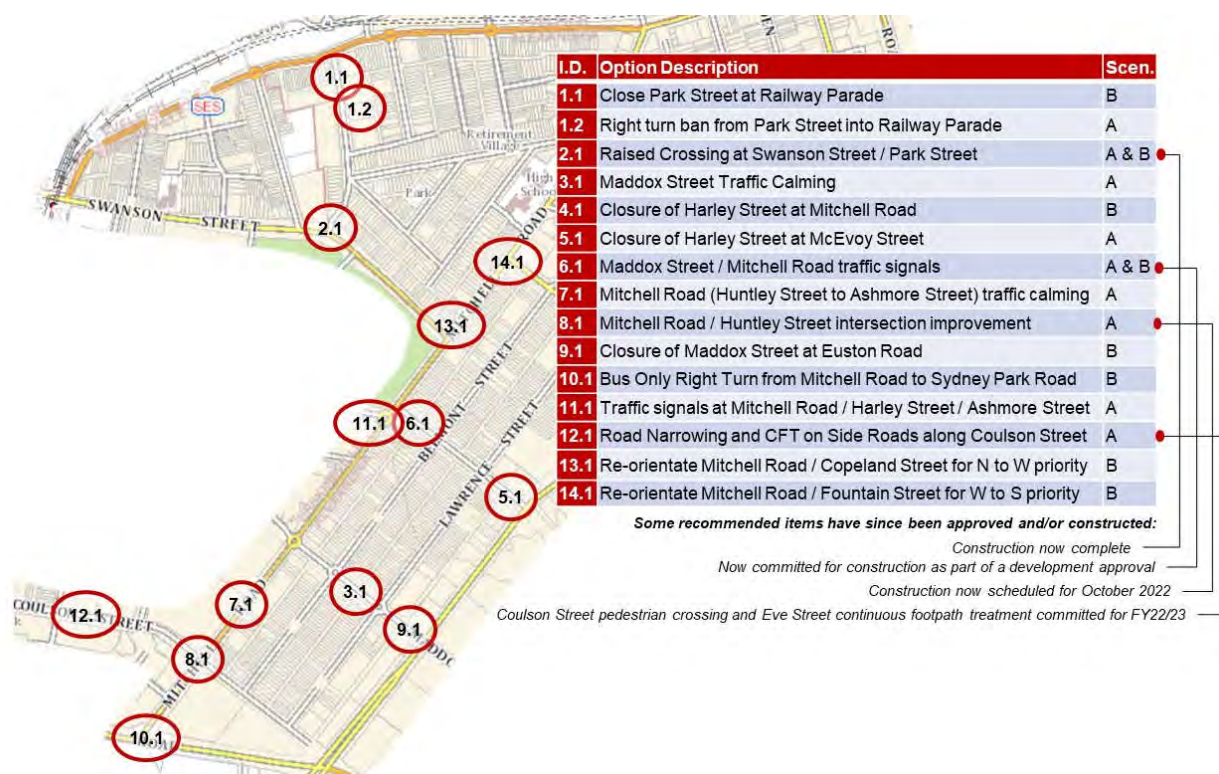 1.1
1.2
SES
Retirement
Village
Park
High
ROAD
SWANSON STREET
2.1
14.1
13.1
BELMONT STREET
11.1
6.1
LAWRENCE STREET
5.1
3.1
7.1
ROAD
12.1
COULSON STREET
8.1
9.1
10.1
ROAD
I.D. Option Description Scen.
1.1 Close Park Street at Railway Parade B
1.2 Right turn ban from Park Street into Railway Parade A
2.1 Raised Crossing at Swanson Street / Park Street A & B
3.1 Maddox Street Traffic Calming A
4.1 Closure of Harley Street at Mitchell Road B
5.1 Closure of Harley Street at McEvoy Street A
6.1 Maddox Street / Mitchell Road traffic signals A & B
7.1 Mitchell Road (Huntley Street to Ashmore Street) traffic calming A
8.1 Mitchell Road / Huntley Street intersection improvement A
9.1 Closure of Maddox Street at Euston Road B
10.1 Bus Only Right Turn from Mitchell Road to Sydney Park Road B
11.1 Traffic signals at Mitchell Road / Harley Street / Ashmore Street A
12.1 Road Narrowing and CFT on Side Roads along Coulson Street A
13.1 Re-orientate Mitchell Road / Copeland Street for N to W priority B
14.1 Re-orientate Mitchell Road / Fountain Street for W to S priority B
Some recommended items have since been approved and/or constructed:
Construction now complete
Now committed for construction as part of a development approval
Construction now scheduled for October 2022
Coulson Street pedestrian crossing and Eve Street continuous footpath treatment committed for FY22/23